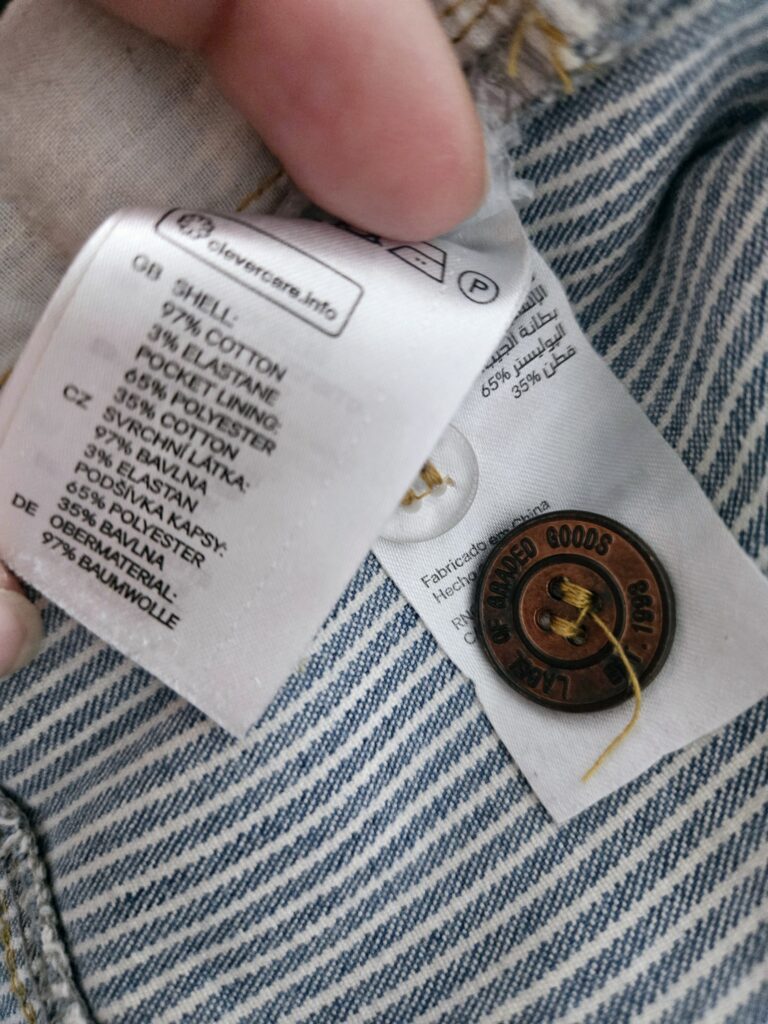 clevercare.info
P
GB SHELL:
97% COTTON
3% ELASTANE
POCKET LINING:
65% POLYESTER
35% COTTON
CZ SVRCHNÍ LÁTKA:
97% BAVLNA
3% ELASTAN
PODŠÍVKA KAPSY:
65% POLYESTER
35% BAVLNA
DE OBERMATERIAL:
97% BAUMWOLLE
بطانة الجيب
65% البوليستر
35% قطن
Fabricado en China
Hecho
RN
LABEL OF GRADED GOODS